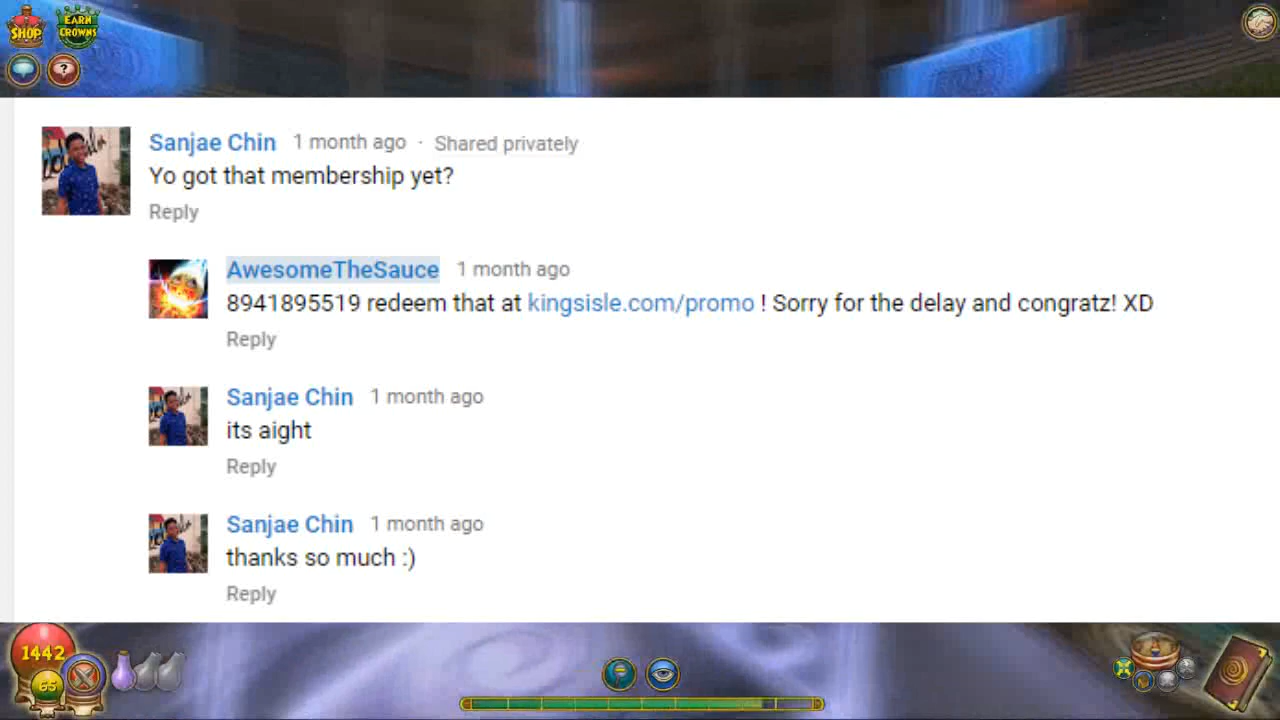 SHOP
EARN CROWNS
?
Sanjae Chin 1 month ago · Shared privately
Yo got that membership yet?
Reply
AwesomeTheSauce 1 month ago
8941895519 redeem that at kingsisle.com/promo ! Sorry for the delay and congratz! XD
Reply
Sanjae Chin 1 month ago
its aight
Reply
Sanjae Chin 1 month ago
thanks so much :)
Reply
1442
65